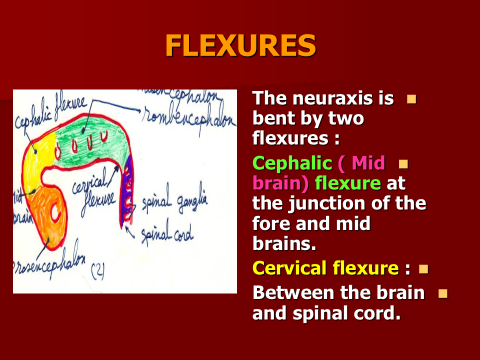 FLEXURES
The neuraxis is
bent by two
flexures :
Cephalic ( Mid
brain) flexure at
the junction of the
fore and mid
brains.
Cervical flexure :
Between the brain
and spinal cord.
cephalic flexure
rombencephalon
cervical
flexure
brain
spinal ganglia
spinal cord
prosencephalon
(2)